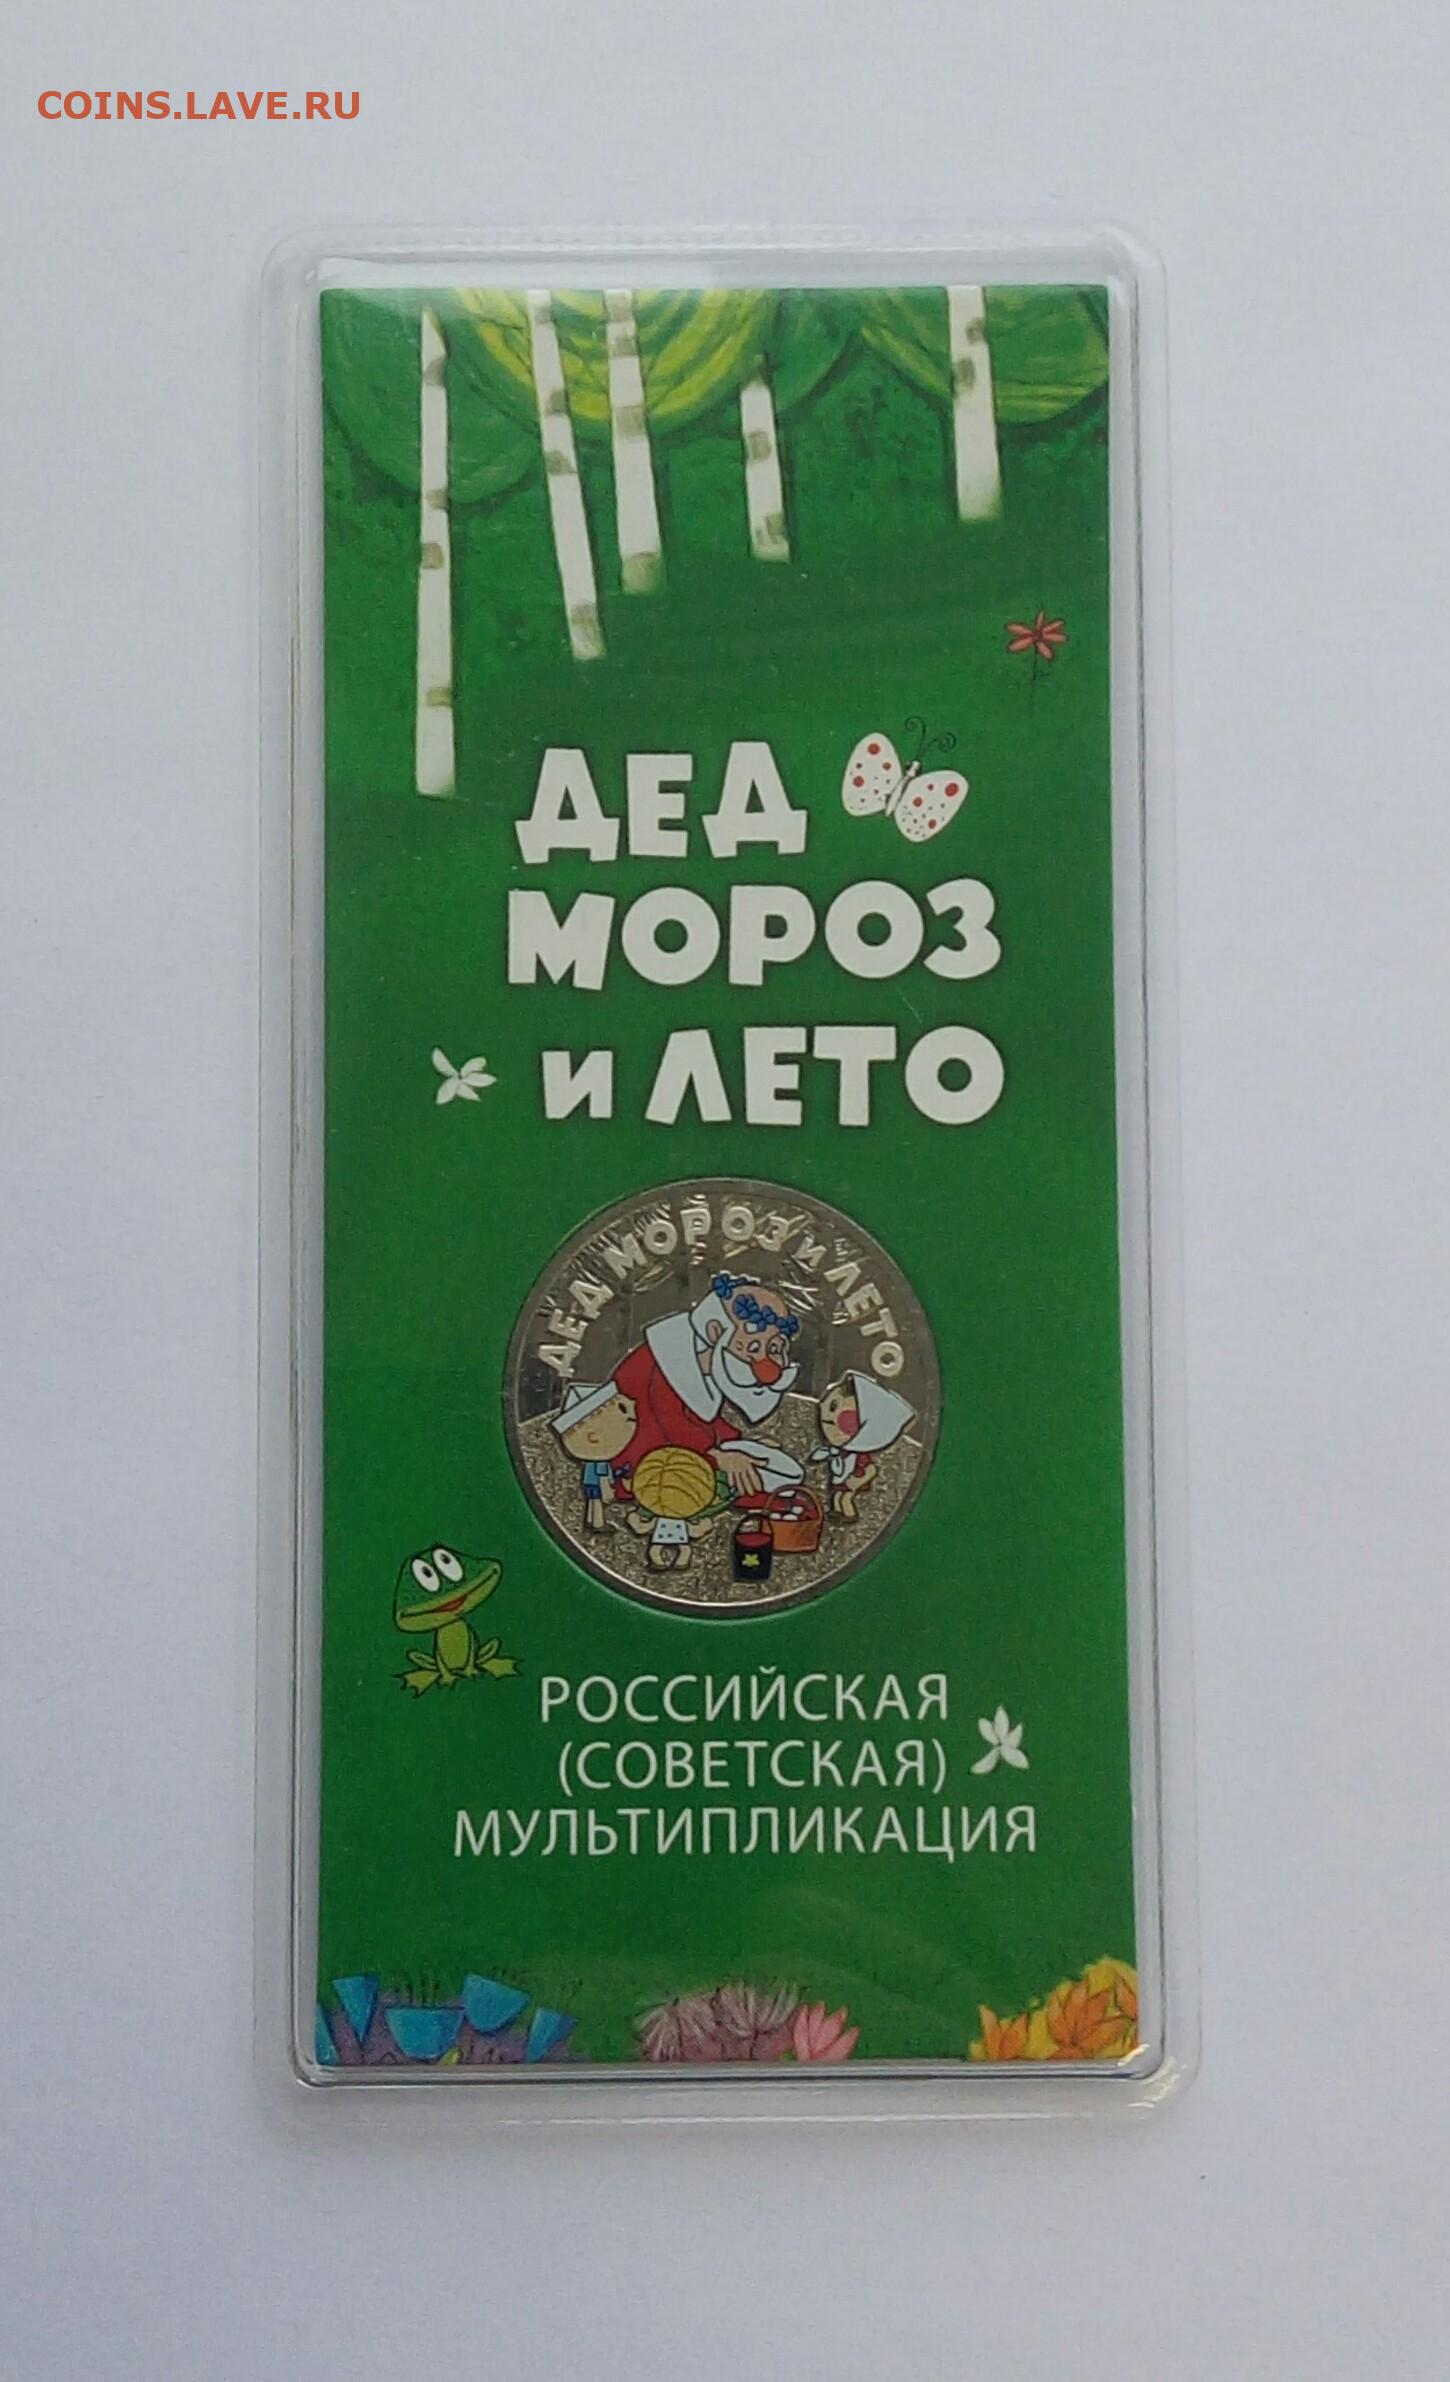 COINS.LAVE.RU
ДЕД
МОРОЗ
И ЛЕТО
ДЕД МОРОЗ И ЛЕТО
РОССИЙСКАЯ
(СОВЕТСКАЯ)
МУЛЬТИПЛИКАЦИЯ